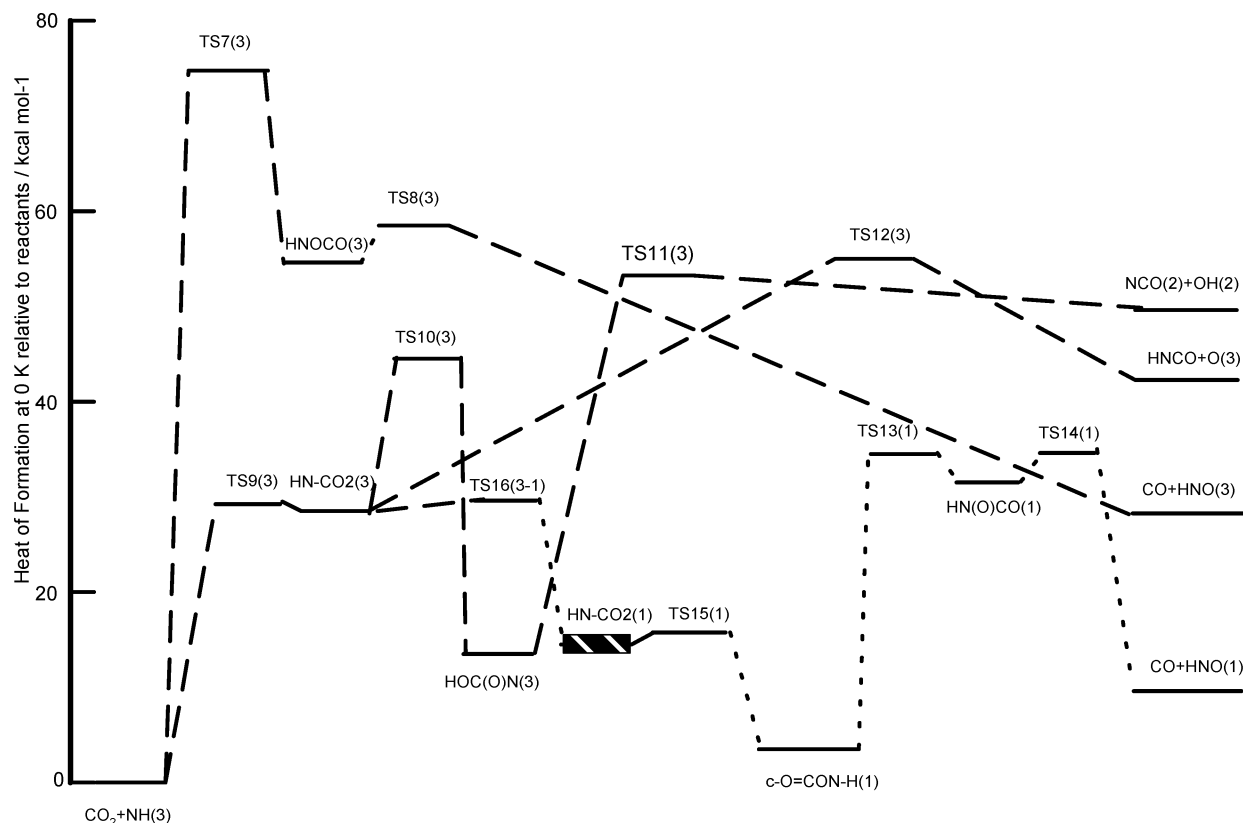 80
TS7(3)
Heat of Formation at 0 K relative to reactants / kcal mol-1
60
TS8(3)
HNOCO(3)
TS11(3)
TS12(3)
NCO(2)+OH(2)
TS10(3)
HNCO+O(3)
40
TS13(1)
TS14(1)
TS9(3)
HN-CO2(3)
TS16(3-1)
HN(O)CO(1)
CO+HNO(3)
20
HN-CO2(1)
TS15(1)
HOC(O)N(3)
CO+HNO(1)
0
c-O=CON-H(1)
CO2+NH(3)